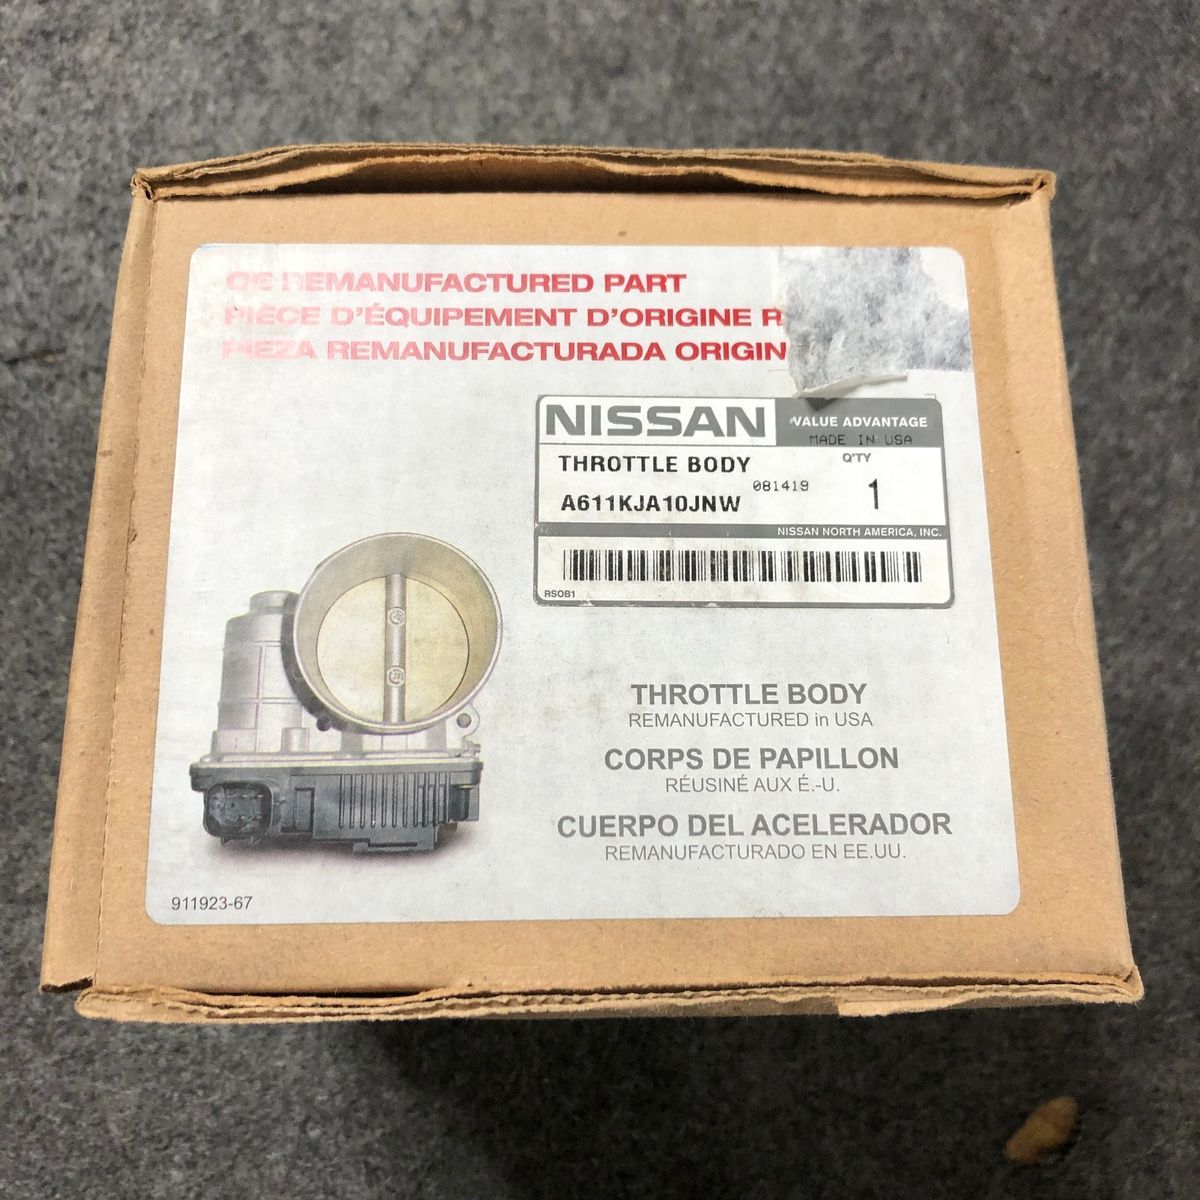 OE REMANUFACTURED PART
PIÈCE D'ÉQUIPEMENT D'ORIGINE
PIEZA REMANUFACTURADA
NISSAN
VALUE ADVANTAGE
MADE IN USA
THROTTLE BODY
Q'TY
A611KJA10JNW
081419
1
NISSAN NORTH AMERICA, INC.
RSOB1
THROTTLE BODY
REMANUFACTURED in USA
CORPS DE PAPILLON
RÉUSINÉ AUX É.-U.
CUERPO DEL ACELERADOR
REMANUFACTURADO EN EE.UU.
911923-67